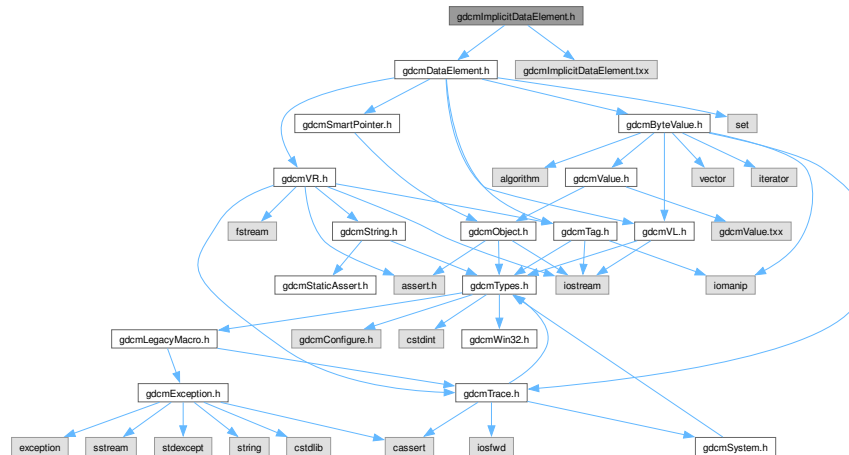 gdcmImplicitDataElement.h
gdcmDataElement.h
gdcmImplicitDataElement.txx
gdcmSmartPointer.h
gdcmByteValue.h
set
gdcmVR.h
algorithm
gdcmValue.h
vector
iterator
fstream
gdcmString.h
gdcmObject.h
gdcmTag.h
gdcmVL.h
gdcmValue.txx
gdcmStaticAssert.h
assert.h
gdcmTypes.h
iostream
iomanip
gdcmLegacyMacro.h
gdcmConfigure.h
cstdint
gdcmWin32.h
gdcmException.h
gdcmTrace.h
exception
sstream
stdexcept
string
cstdlib
cassert
iosfwd
gdcmSystem.h